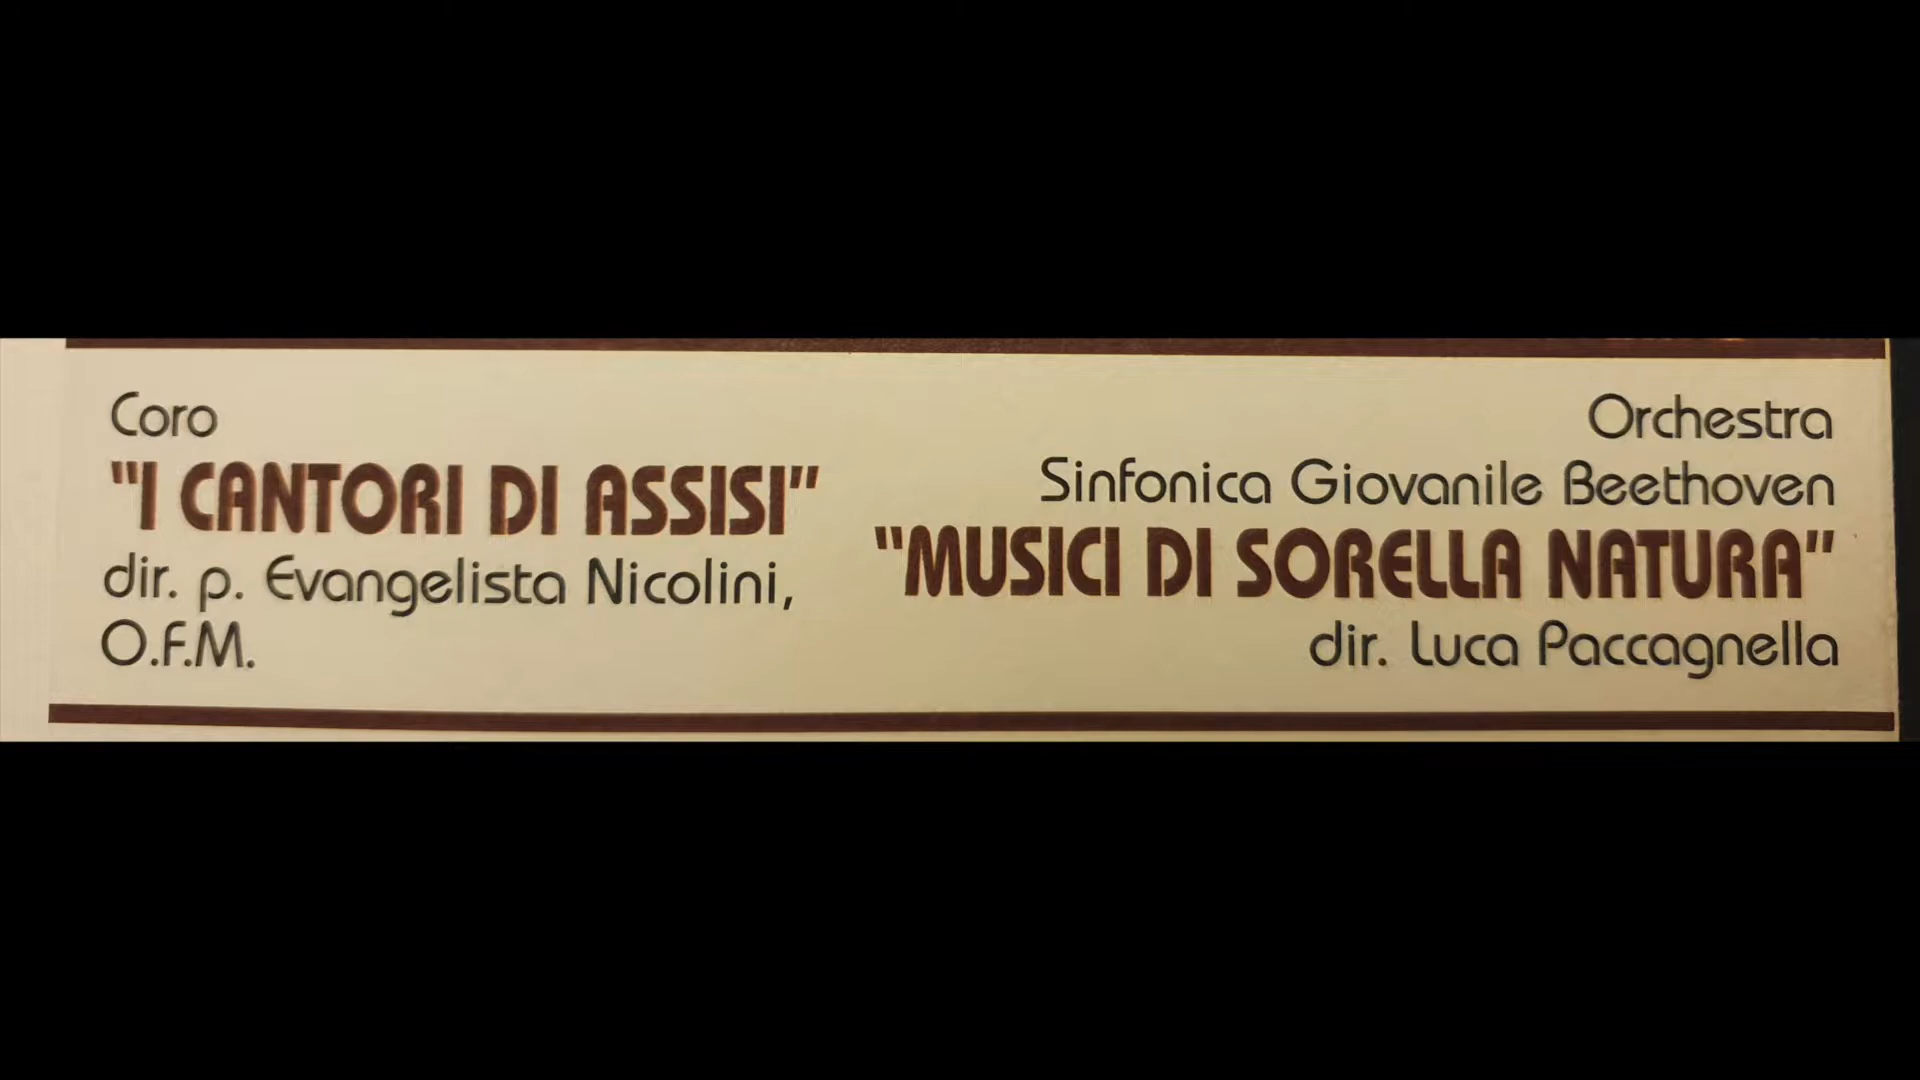 Coro
"I CANTORI DI ASSISI"
dir. p. Evangelista Nicolini,
O.F.M.
Orchestra
Sinfonica Giovanile Beethoven
"MUSICI DI SORELLA NATURA"
dir. Luca Paccagnella